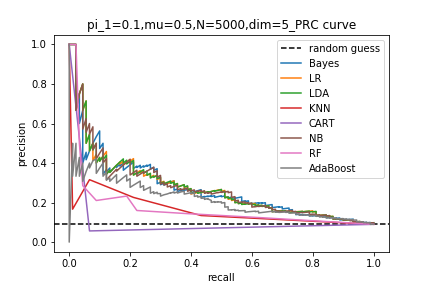 pi_1=0.1,mu=0.5,N=5000,dim=5_PRC curve
1.0
0.8
0.6
0.4
0.2
0.0
precision
random guess
Bayes
LR
LDA
KNN
CART
NB
RF
AdaBoost
0.0 0.2 0.4 0.6 0.8 1.0
recall